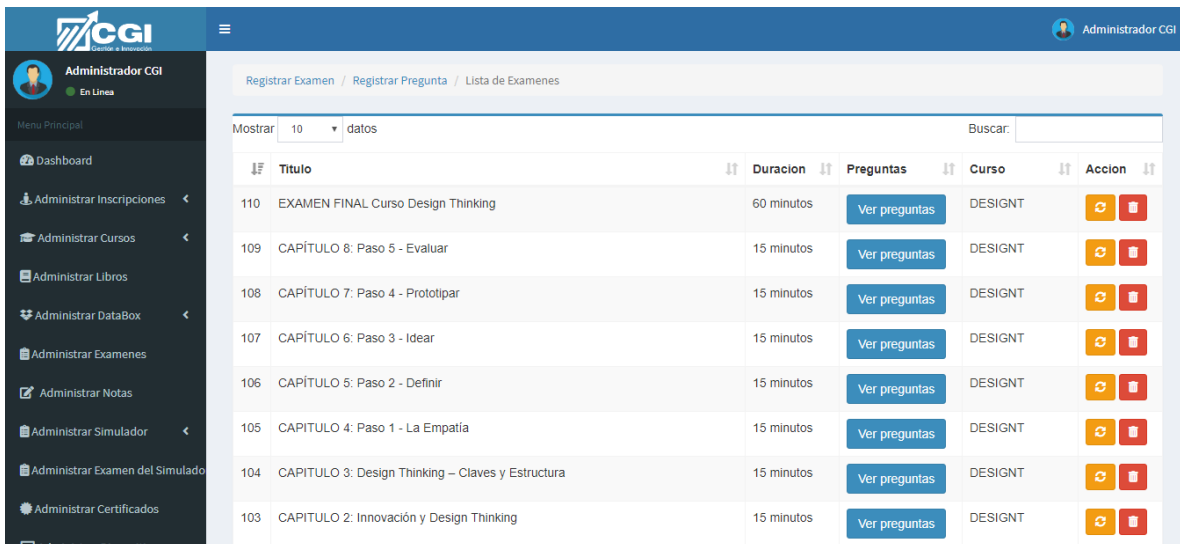 CGI
Gestión e Innovación
Administrador CGI
Administrador CGI
En Linea
Menu Principal
Dashboard
Administrar Inscripciones
Administrar Cursos
Administrar Libros
Administrar DataBox
Administrar Examenes
Administrar Notas
Administrar Simulador
Administrar Examen del Simulado
Administrar Certificados
Registrar Examen / Registrar Pregunta / Lista de Examenes
Mostrar 10 datos Buscar:
Titulo Duracion Preguntas Curso Accion
110 EXAMEN FINAL Curso Design Thinking 60 minutos Ver preguntas DESIGNT
109 CAPÍTULO 8: Paso 5 - Evaluar 15 minutos Ver preguntas DESIGNT
108 CAPÍTULO 7: Paso 4 - Prototipar 15 minutos Ver preguntas DESIGNT
107 CAPÍTULO 6: Paso 3 - Idear 15 minutos Ver preguntas DESIGNT
106 CAPÍTULO 5: Paso 2 - Definir 15 minutos Ver preguntas DESIGNT
105 CAPITULO 4: Paso 1 - La Empatía 15 minutos Ver preguntas DESIGNT
104 CAPITULO 3: Design Thinking – Claves y Estructura 15 minutos Ver preguntas DESIGNT
103 CAPITULO 2: Innovación y Design Thinking 15 minutos Ver preguntas DESIGNT